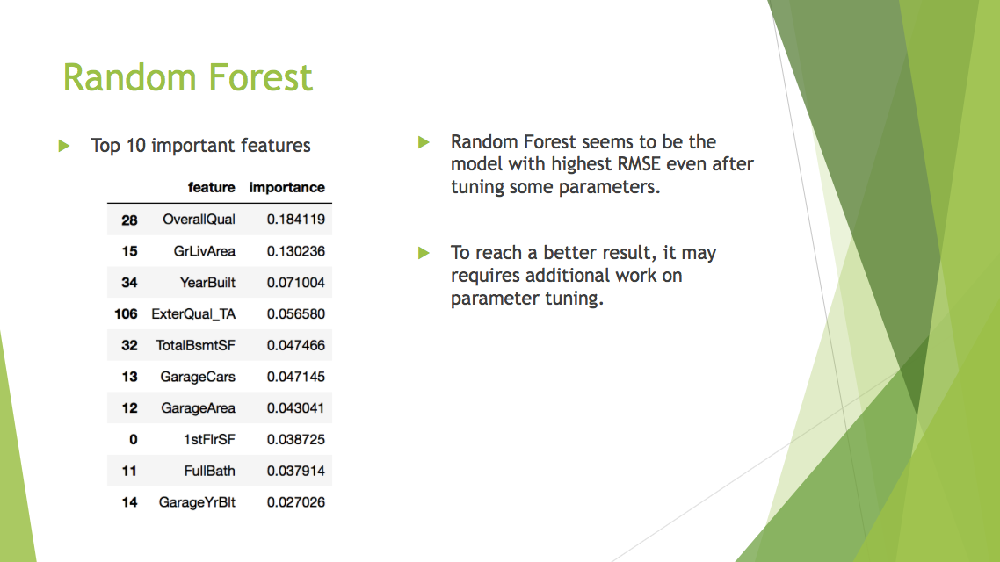 Random Forest
Top 10 important features
feature importance
28 OverallQual 0.184119
15 GrLivArea 0.130236
34 YearBuilt 0.071004
106 ExterQual_TA 0.056580
32 TotalBsmtSF 0.047466
13 GarageCars 0.047145
12 GarageArea 0.043041
0 1stFlrSF 0.038725
11 FullBath 0.037914
14 GarageYrBlt 0.027026
Random Forest seems to be the
model with highest RMSE even after
tuning some parameters.
To reach a better result, it may
requires additional work on
parameter tuning.